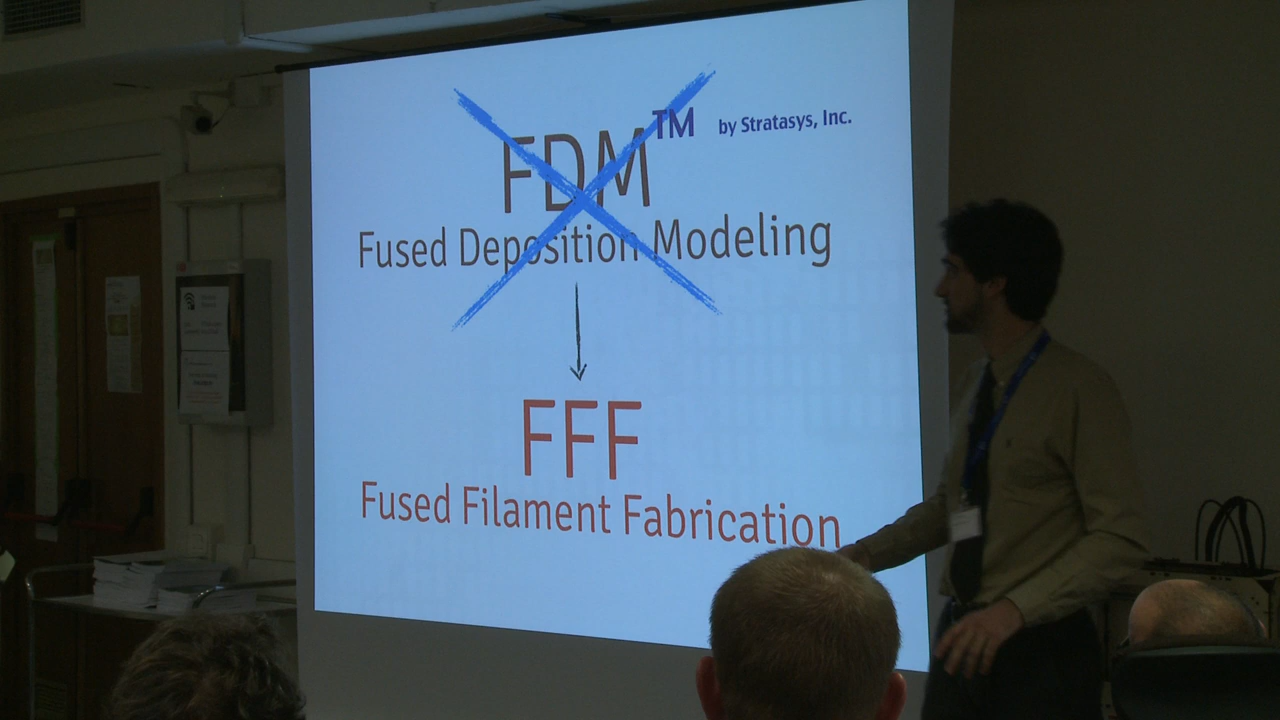 FDM™ by Stratasys, Inc.
Fused Deposition Modeling
FFF
Fused Filament Fabrication